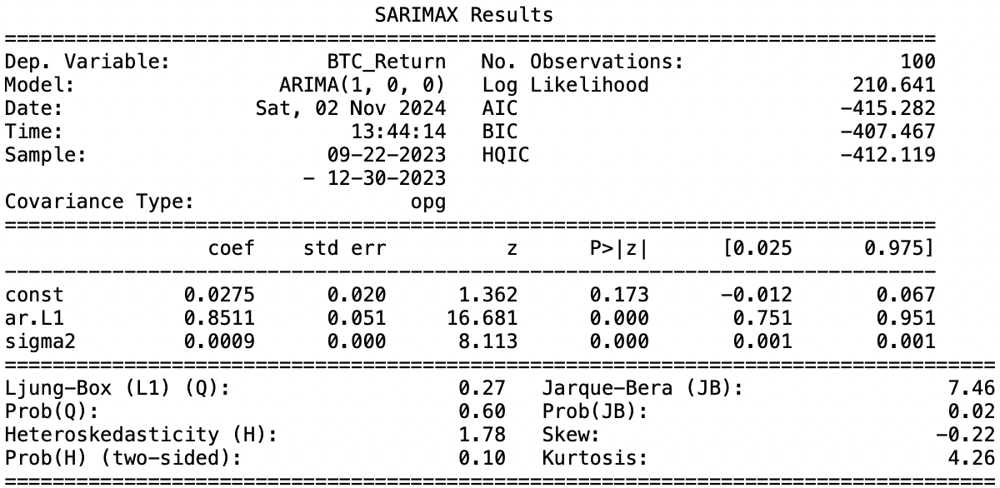 SARIMAX Results
==============================================================================
Dep. Variable:             BTC_Return   No. Observations:                  100
Model:                 ARIMA(1, 0, 0)   Log Likelihood                 210.641
Date:                Sat, 02 Nov 2024   AIC                           −415.282
Time:                        13:44:14   BIC                           −407.467
Sample:                    09−22−2023   HQIC                          −412.119
                         − 12−30−2023
Covariance Type:                  opg
==============================================================================
                 coef    std err          z      P>|z|      [0.025      0.975]
------------------------------------------------------------------------------
const          0.0275      0.020      1.362      0.173      −0.012       0.067
ar.L1          0.8511      0.051     16.681      0.000       0.751       0.951
sigma2         0.0009      0.000      8.113      0.000       0.001       0.001
===================================================================================
Ljung−Box (L1) (Q):                   0.27   Jarque−Bera (JB):                 7.46
Prob(Q):                              0.60   Prob(JB):                         0.02
Heteroskedasticity (H):               1.78   Skew:                            −0.22
Prob(H) (two−sided):                  0.10   Kurtosis:                         4.26
===================================================================================